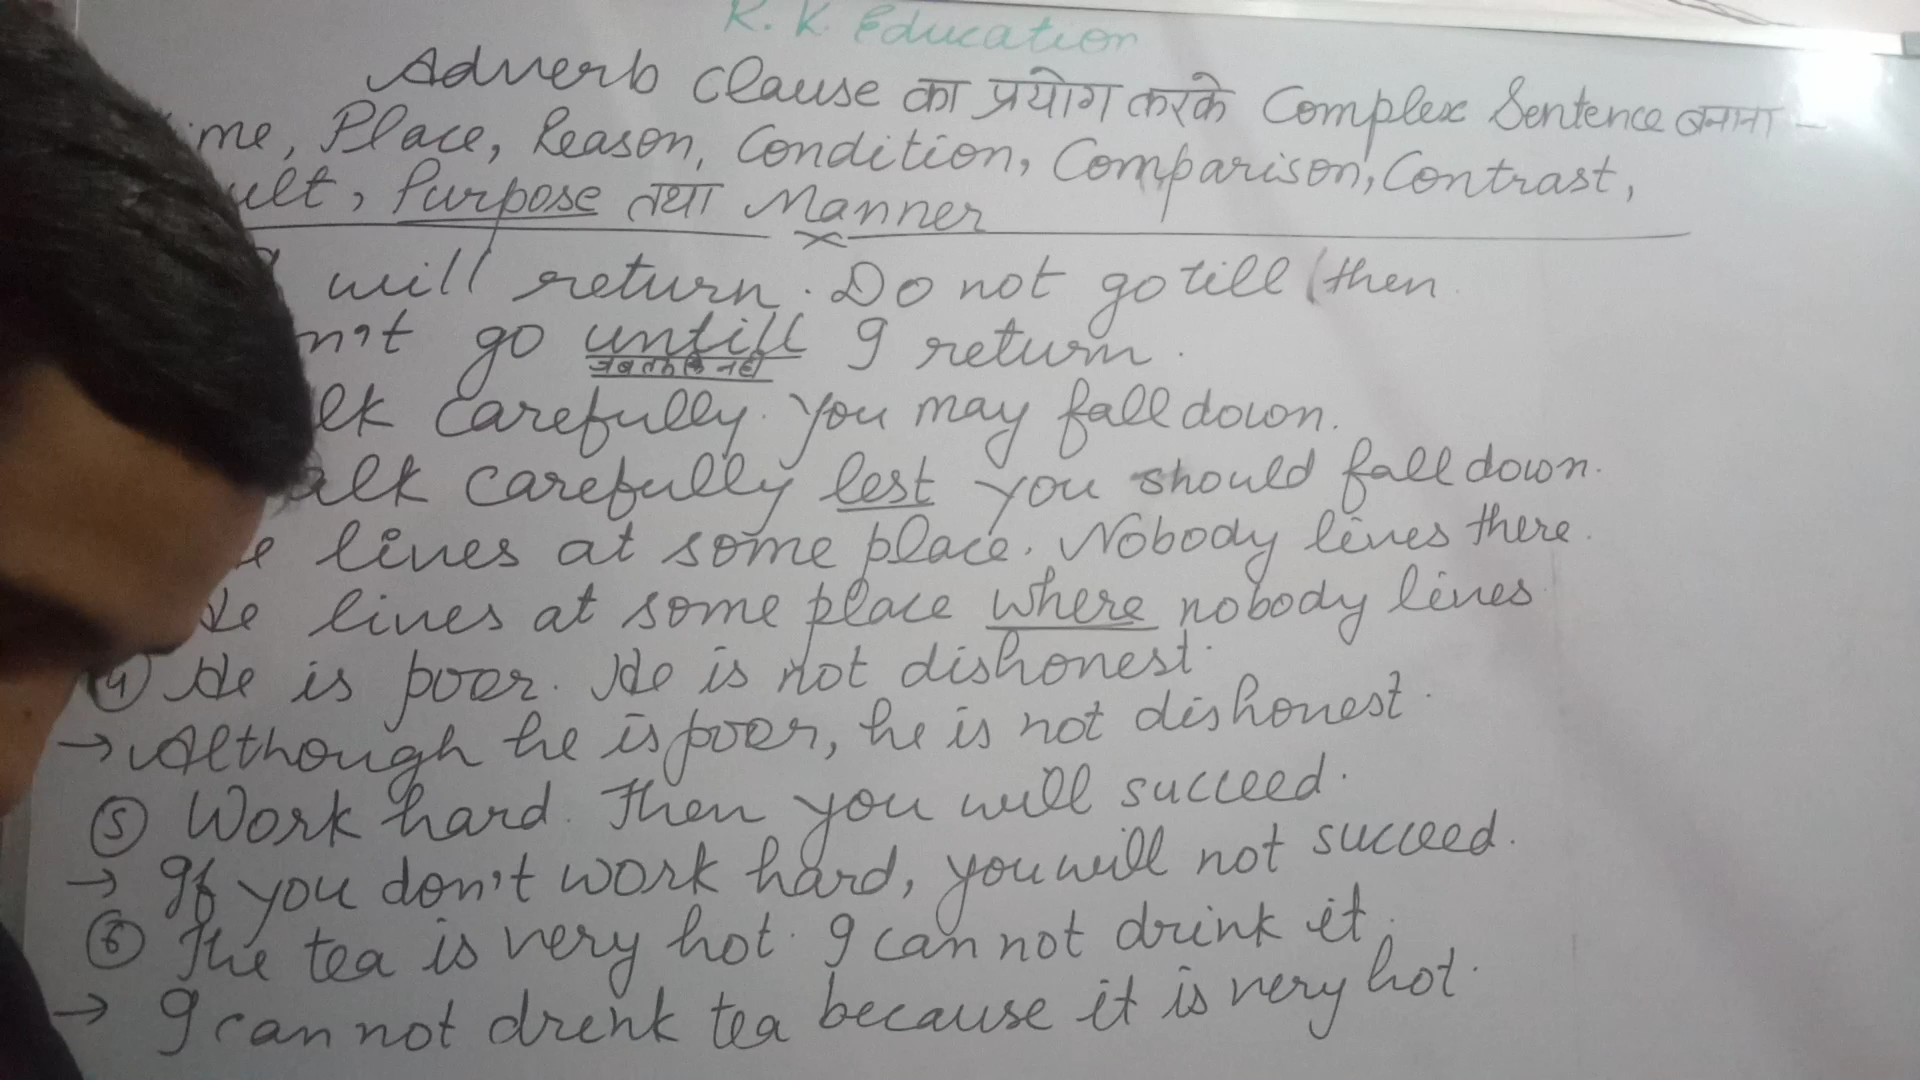 R. K. Education
Adverb Clause का प्रयोग करके Complex Sentence बनाना -
ime, Place, Reason, Condition, Comparison, Contrast,
ult, Purpose तथा Manner
will return. Do not go till then.
n't go untill I return.
जब तक कि नहीं
lk carefully. You may fall down.
alk carefully lest you should fall down.
e lives at some place. Nobody lives there.
He lives at some place where nobody lives
(4) He is poor. He is not dishonest.
→ Although he is poor, he is not dishonest.
(5) Work hard. Then you will succeed.
→ If you don't work hard, you will not succeed.
(6) The tea is very hot. I can not drink it.
→ I can not drink tea because it is very hot.